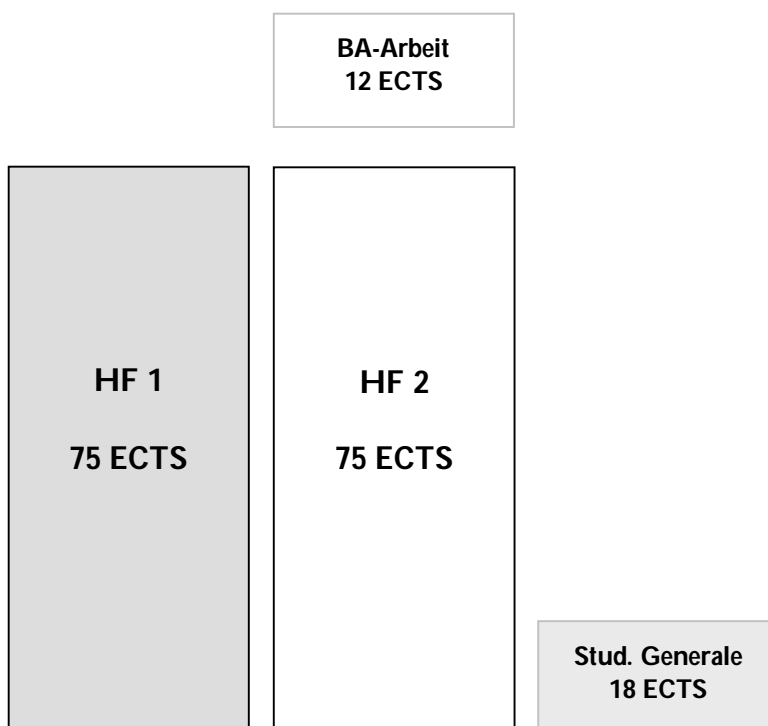 BA-Arbeit
12 ECTS
HF 1
75 ECTS
HF 2
75 ECTS
Stud. Generale
18 ECTS